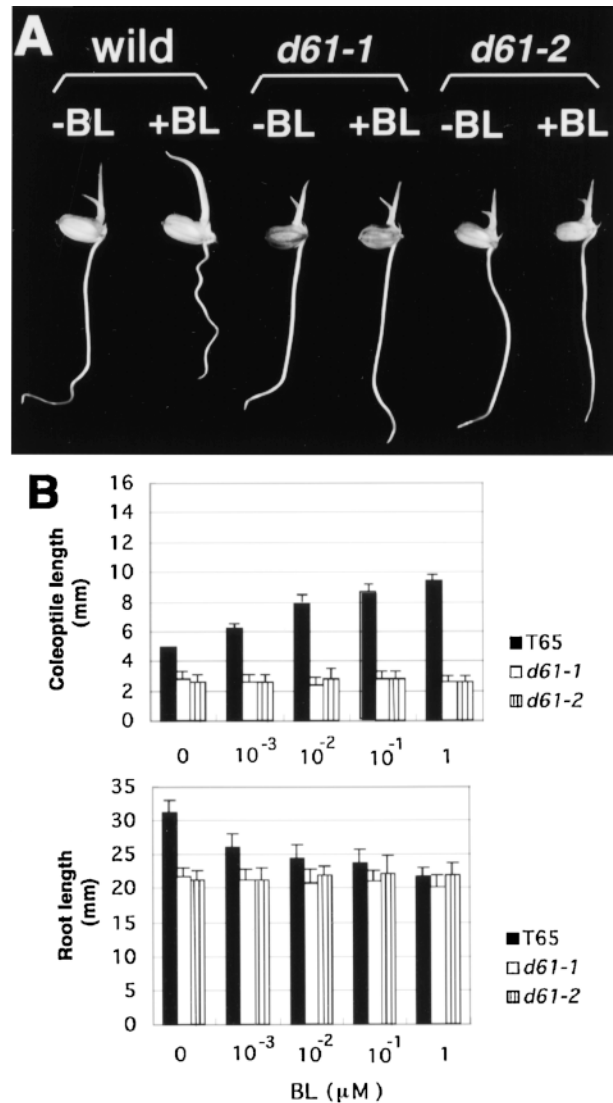 A
wild d61-1 d61-2
-BL +BL -BL +BL -BL +BL
B
Coleoptile length
(mm)
16
14
12
10
8
6
4
2
0
0 10-3 10-2 10-1 1
T65
d61-1
d61-2
Root length
(mm)
35
30
25
20
15
10
5
0
0 10-3 10-2 10-1 1
T65
d61-1
d61-2
BL (μM)